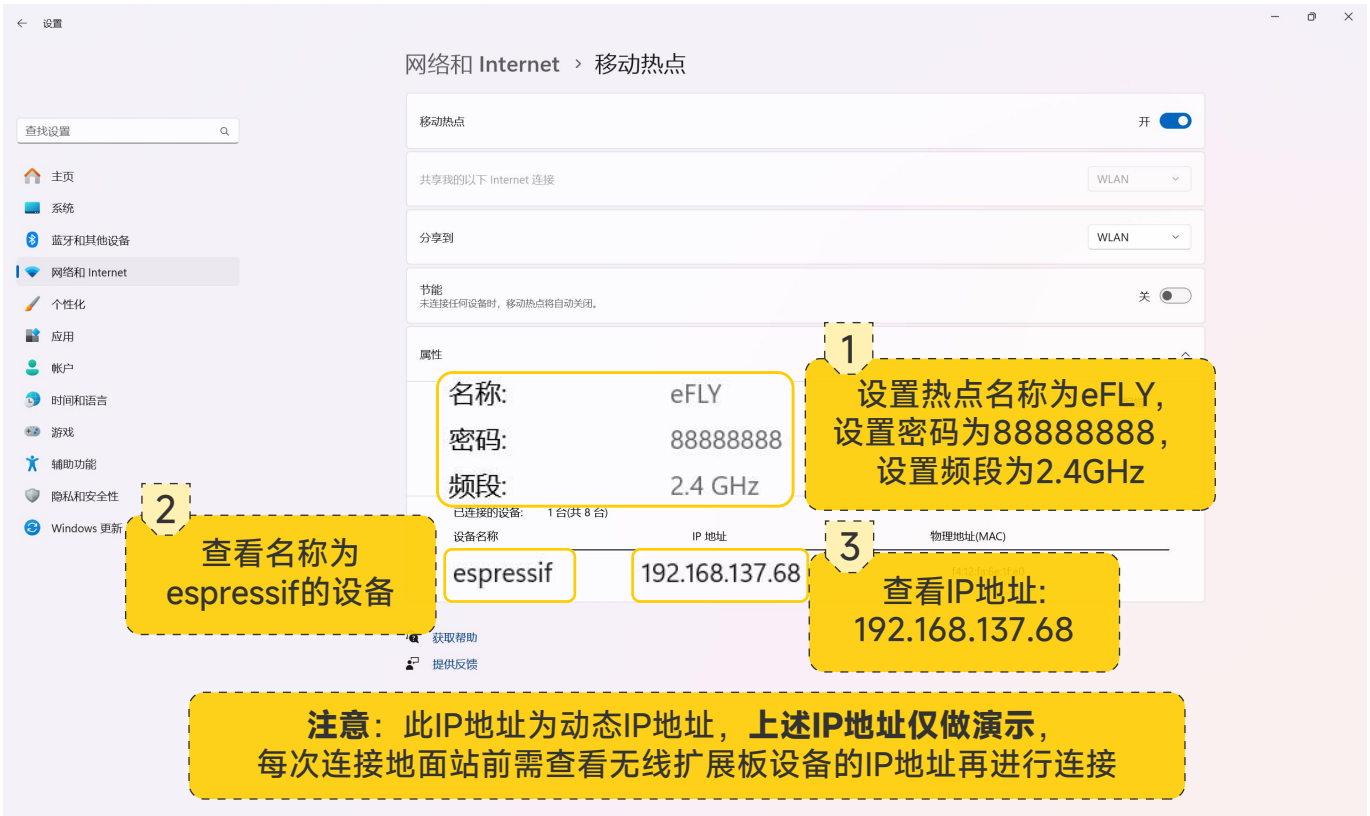 设置
网络和 Internet > 移动热点
查找设置
主页
系统
蓝牙和其他设备
网络和 Internet
个性化
应用
帐户
时间和语言
游戏
辅助功能
隐私和安全性
Windows 更新
移动热点
开
共享我的以下 Internet 连接
WLAN
分享到
WLAN
节能
未连接任何设备时，移动热点将自动关闭。
关
属性
名称: eFLY
密码: 88888888
频段: 2.4 GHz
1
设置热点名称为eFLY,
设置密码为88888888，
设置频段为2.4GHz
已连接的设备: 1 台(共 8 台)
设备名称 IP 地址 物理地址(MAC)
espressif 192.168.137.68
2
查看名称为
espressif的设备
3
查看IP地址:
192.168.137.68
获取帮助
提供反馈
注意：此IP地址为动态IP地址，上述IP地址仅做演示，
每次连接地面站前需查看无线扩展板设备的IP地址再进行连接